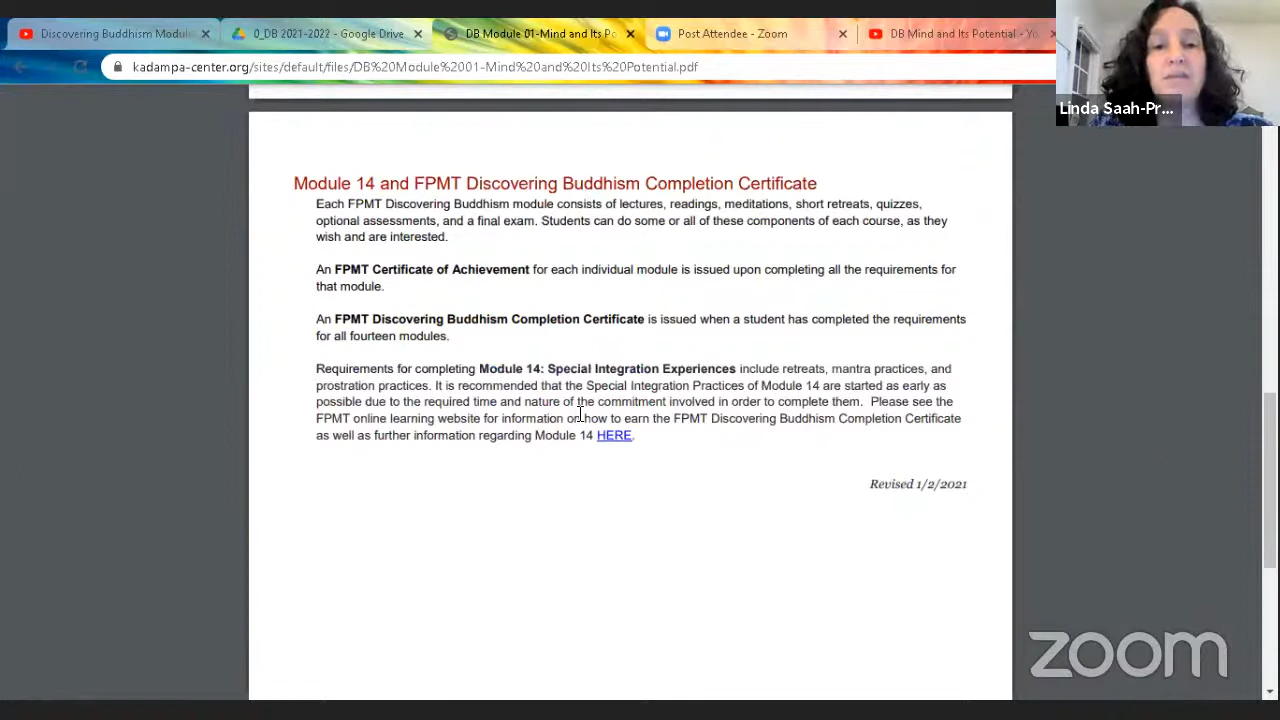 Discovering Buddhism Modul
0_DB 2021-2022 - Google Drive
DB Module 01-Mind and Its Po
Post Attendee - Zoom
DB Mind and Its Potential - Yo
kadampa-center.org/sites/default/files/DB%20Module%2001-Mind%20and%20Its%20Potential.pdf
Linda Saah-Pr...
Module 14 and FPMT Discovering Buddhism Completion Certificate
Each FPMT Discovering Buddhism module consists of lectures, readings, meditations, short retreats, quizzes,
optional assessments, and a final exam. Students can do some or all of these components of each course, as they
wish and are interested.
An FPMT Certificate of Achievement for each individual module is issued upon completing all the requirements for
that module.
An FPMT Discovering Buddhism Completion Certificate is issued when a student has completed the requirements
for all fourteen modules.
Requirements for completing Module 14: Special Integration Experiences include retreats, mantra practices, and
prostration practices. It is recommended that the Special Integration Practices of Module 14 are started as early as
possible due to the required time and nature of the commitment involved in order to complete them. Please see the
FPMT online learning website for information on how to earn the FPMT Discovering Buddhism Completion Certificate
as well as further information regarding Module 14 HERE.
Revised 1/2/2021
zoom